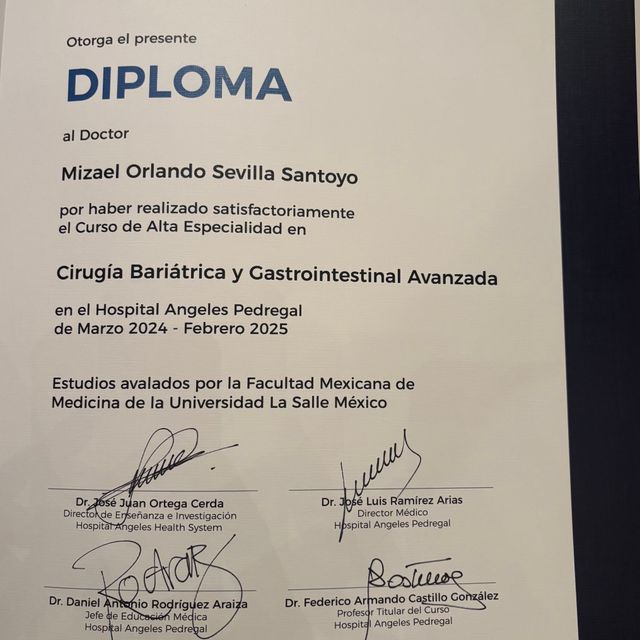 Otorga el presente
DIPLOMA
al Doctor
Mizael Orlando Sevilla Santoyo
por haber realizado satisfactoriamente
el Curso de Alta Especialidad en
Cirugía Bariátrica y Gastrointestinal Avanzada
en el Hospital Angeles Pedregal
de Marzo 2024 - Febrero 2025
Estudios avalados por la Facultad Mexicana de
Medicina de la Universidad La Salle México
Dr. José Juan Ortega Cerda
Director de Enseñanza e Investigación
Hospital Angeles Health System
Dr. José Luis Ramírez Arias
Director Médico
Hospital Angeles Pedregal
Dr. Daniel Antonio Rodríguez Araiza
Jefe de Educación Médica
Hospital Angeles Pedregal
Dr. Federico Armando Castillo González
Profesor Titular del Curso
Hospital Angeles Pedregal